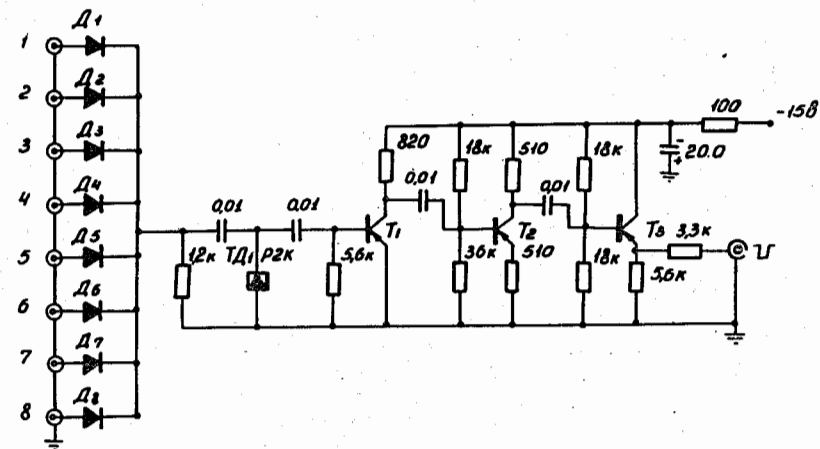 1 Д1
2 Д2
3 Д3
4 Д4
5 Д5
6 Д6
7 Д7
8 Д8
0,01 0,01
1,2к ТД1 Р2К 5,6к
820
0,01
Т1
18к 510 18к
0,01
36к Т2
510
18к
Т3 3,3к
5,6к
100 -15В
- 20.0
+